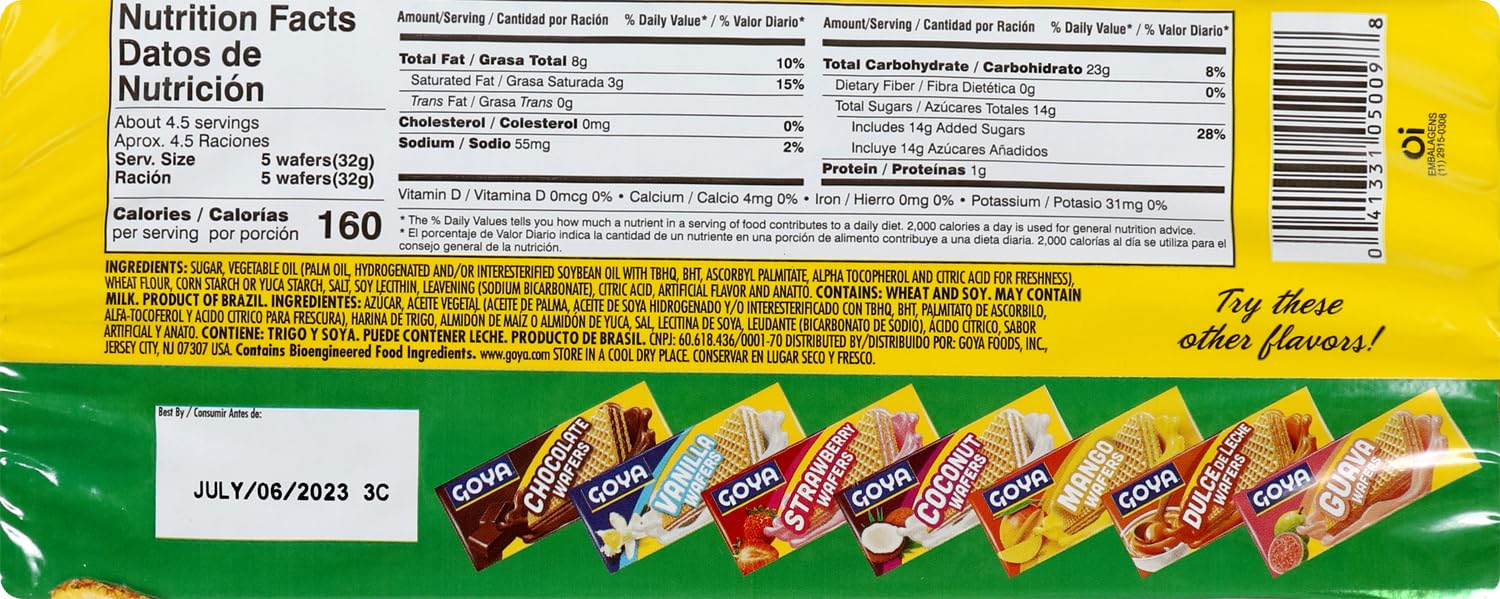 Nutrition Facts
Datos de
Nutrición
About 4.5 servings
Aprox. 4.5 Raciones
Serv. Size 5 wafers(32g)
Ración 5 wafers(32g)
Calories / Calorías
per serving por porción 160
Amount/Serving / Cantidad por Ración % Daily Value* / % Valor Diario*
Total Fat / Grasa Total 8g 10%
Saturated Fat / Grasa Saturada 3g 15%
Trans Fat / Grasa Trans 0g
Cholesterol / Colesterol 0mg 0%
Sodium / Sodio 55mg 2%
Amount/Serving / Cantidad por Ración % Daily Value* / % Valor Diario*
Total Carbohydrate / Carbohidrato 23g 8%
Dietary Fiber / Fibra Dietética 0g 0%
Total Sugars / Azúcares Totales 14g
Includes 14g Added Sugars 28%
Incluye 14g Azúcares Añadidos
Protein / Proteínas 1g
Vitamin D / Vitamina D 0mcg 0% • Calcium / Calcio 4mg 0% • Iron / Hierro 0mg 0% • Potassium / Potasio 31mg 0%
* The % Daily Values tells you how much a nutrient in a serving of food contributes to a daily diet. 2,000 calories a day is used for general nutrition advice.
* El porcentaje de Valor Diario indica la cantidad de un nutriente en una porción de alimento contribuye a una dieta diaria. 2,000 calorías al día se utiliza para el
consejo general de la nutrición.
0 41331 05009 8
oi
EMBALAGENS
(11) 2915-0308
INGREDIENTS: SUGAR, VEGETABLE OIL (PALM OIL, HYDROGENATED AND/OR INTERESTERIFIED SOYBEAN OIL WITH TBHQ, BHT, ASCORBYL PALMITATE, ALPHA TOCOPHEROL AND CITRIC ACID FOR FRESHNESS),
WHEAT FLOUR, CORN STARCH OR YUCA STARCH, SALT, SOY LECITHIN, LEAVENING (SODIUM BICARBONATE), CITRIC ACID, ARTIFICIAL FLAVOR AND ANATTO. CONTAINS: WHEAT AND SOY. MAY CONTAIN
MILK. PRODUCT OF BRAZIL. INGREDIENTES: AZÚCAR, ACEITE VEGETAL (ACEITE DE PALMA, ACEITE DE SOYA HIDROGENADO Y/O INTERESTERIFICADO CON TBHQ, BHT, PALMITATO DE ASCORBILO,
ALFA-TOCOFEROL Y ACIDO CITRICO PARA FRESCURA), HARINA DE TRIGO, ALMIDÓN DE MAÍZ O ALMIDÓN DE YUCA, SAL, LECITINA DE SOYA, LEUDANTE (BICARBONATO DE SODIO), ÁCIDO CÍTRICO, SABOR
ARTIFICIAL Y ANATO. CONTIENE: TRIGO Y SOYA. PUEDE CONTENER LECHE. PRODUCTO DE BRASIL. CNPJ: 60.618.436/0001-70 DISTRIBUTED BY/DISTRIBUIDO POR: GOYA FOODS, INC.,
JERSEY CITY, NJ 07307 USA. Contains Bioengineered Food Ingredients. www.goya.com STORE IN A COOL DRY PLACE. CONSERVAR EN LUGAR SECO Y FRESCO.
Try these
other flavors!
Best By / Consumir Antes de:
JULY/06/2023 3C
GOYA
CHOCOLATE
WAFERS
GOYA
VANILLA
WAFERS
GOYA
STRAWBERRY
WAFERS
GOYA
COCONUT
WAFERS
GOYA
MANGO
WAFERS
GOYA
DULCE DE LECHE
WAFERS
GOYA
GUAVA
WAFERS